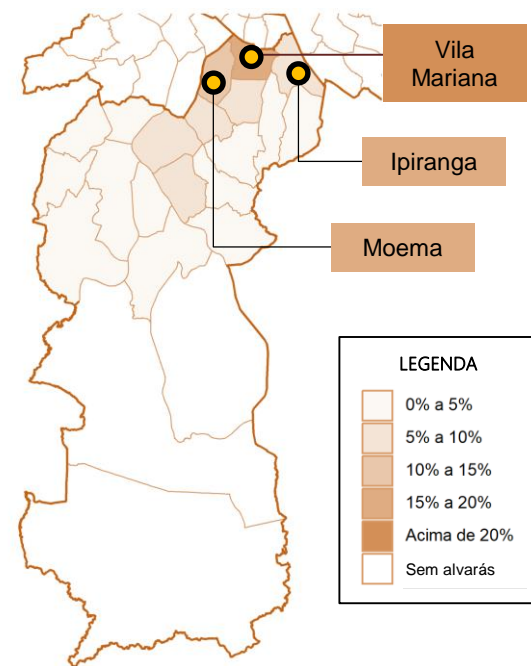 Vila
Mariana
Ipiranga
Moema
LEGENDA
0% a 5%
5% a 10%
10% a 15%
15% a 20%
Acima de 20%
Sem alvarás